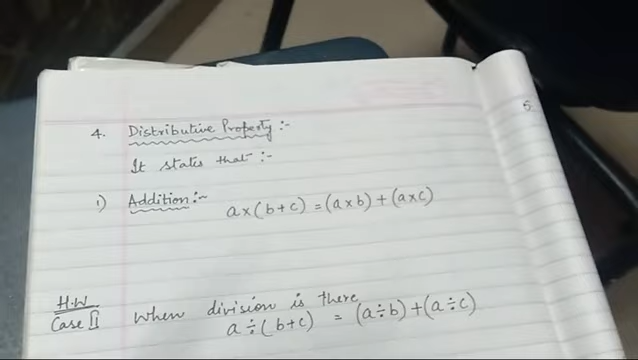 5
4. Distributive Property :-
It states that :-
1) Addition :- a×(b+c) = (a×b) + (a×c)
H.W
Case II When division is there
a÷(b+c) = (a÷b)+(a÷c)